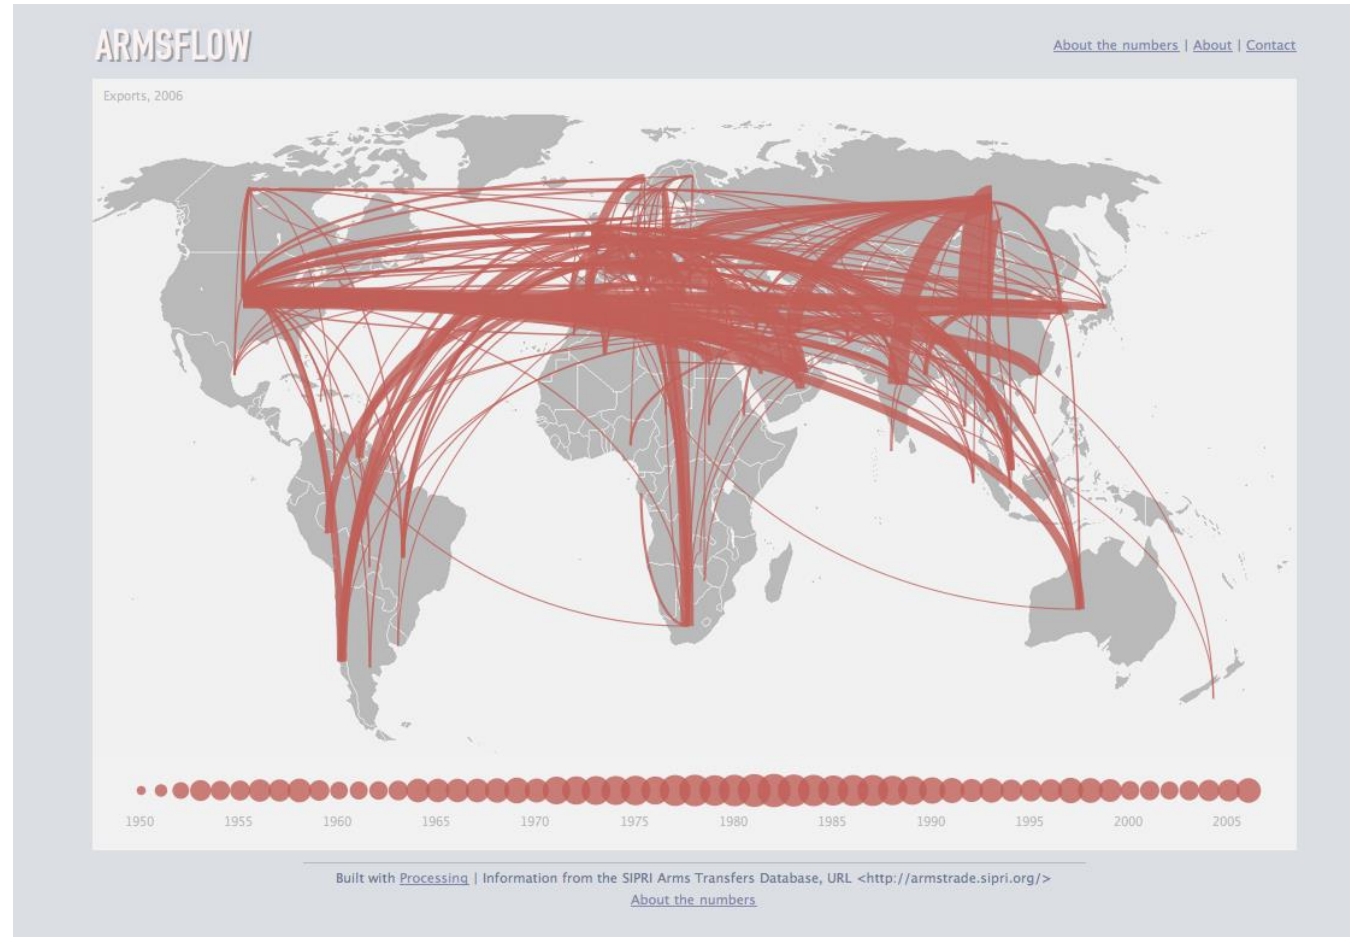 ARMSFLOW
About the numbers | About | Contact
Exports, 2006
1950 1955 1960 1965 1970 1975 1980 1985 1990 1995 2000 2005
Built with Processing | Information from the SIPRI Arms Transfers Database, URL <http://armstrade.sipri.org/>
About the numbers